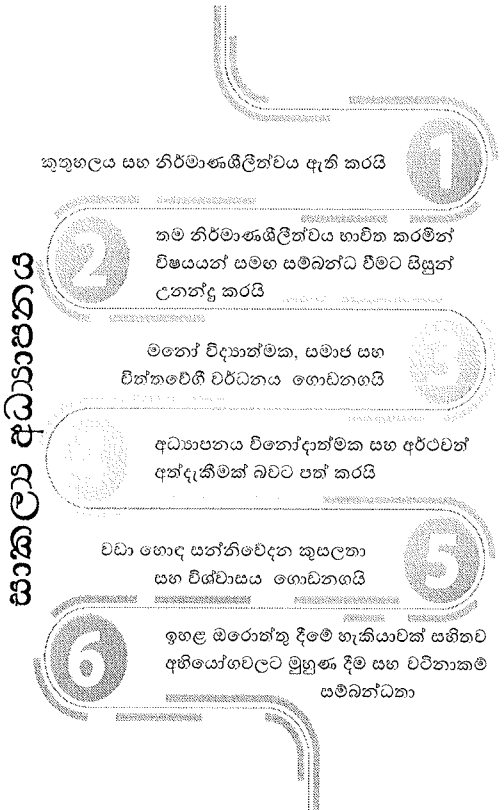 සාකල්‍ය අධ්‍යාපනය
1
කුතුහලය සහ නිර්මාණශීලීත්වය ඇති කරයි
2
තම නිර්මාණශීලීත්වය භාවිත කරමින්
විෂයයන් සමඟ සම්බන්ධ වීමට සිසුන්
උනන්දු කරයි
3
මනෝ විද්‍යාත්මක, සමාජ සහ
චිත්තවේගී වර්ධනය ගොඩනගයි
4
අධ්‍යාපනය විනෝදාත්මක සහ අර්ථවත්
අත්දැකීමක් බවට පත් කරයි
5
වඩා හොඳ සන්නිවේදන කුසලතා
සහ විශ්වාසය ගොඩනගයි
6
ඉහළ ඔරොත්තු දීමේ හැකියාවක් සහිතව
අභියෝගවලට මුහුණ දීම සහ වටිනාකම්
සම්බන්ධතා